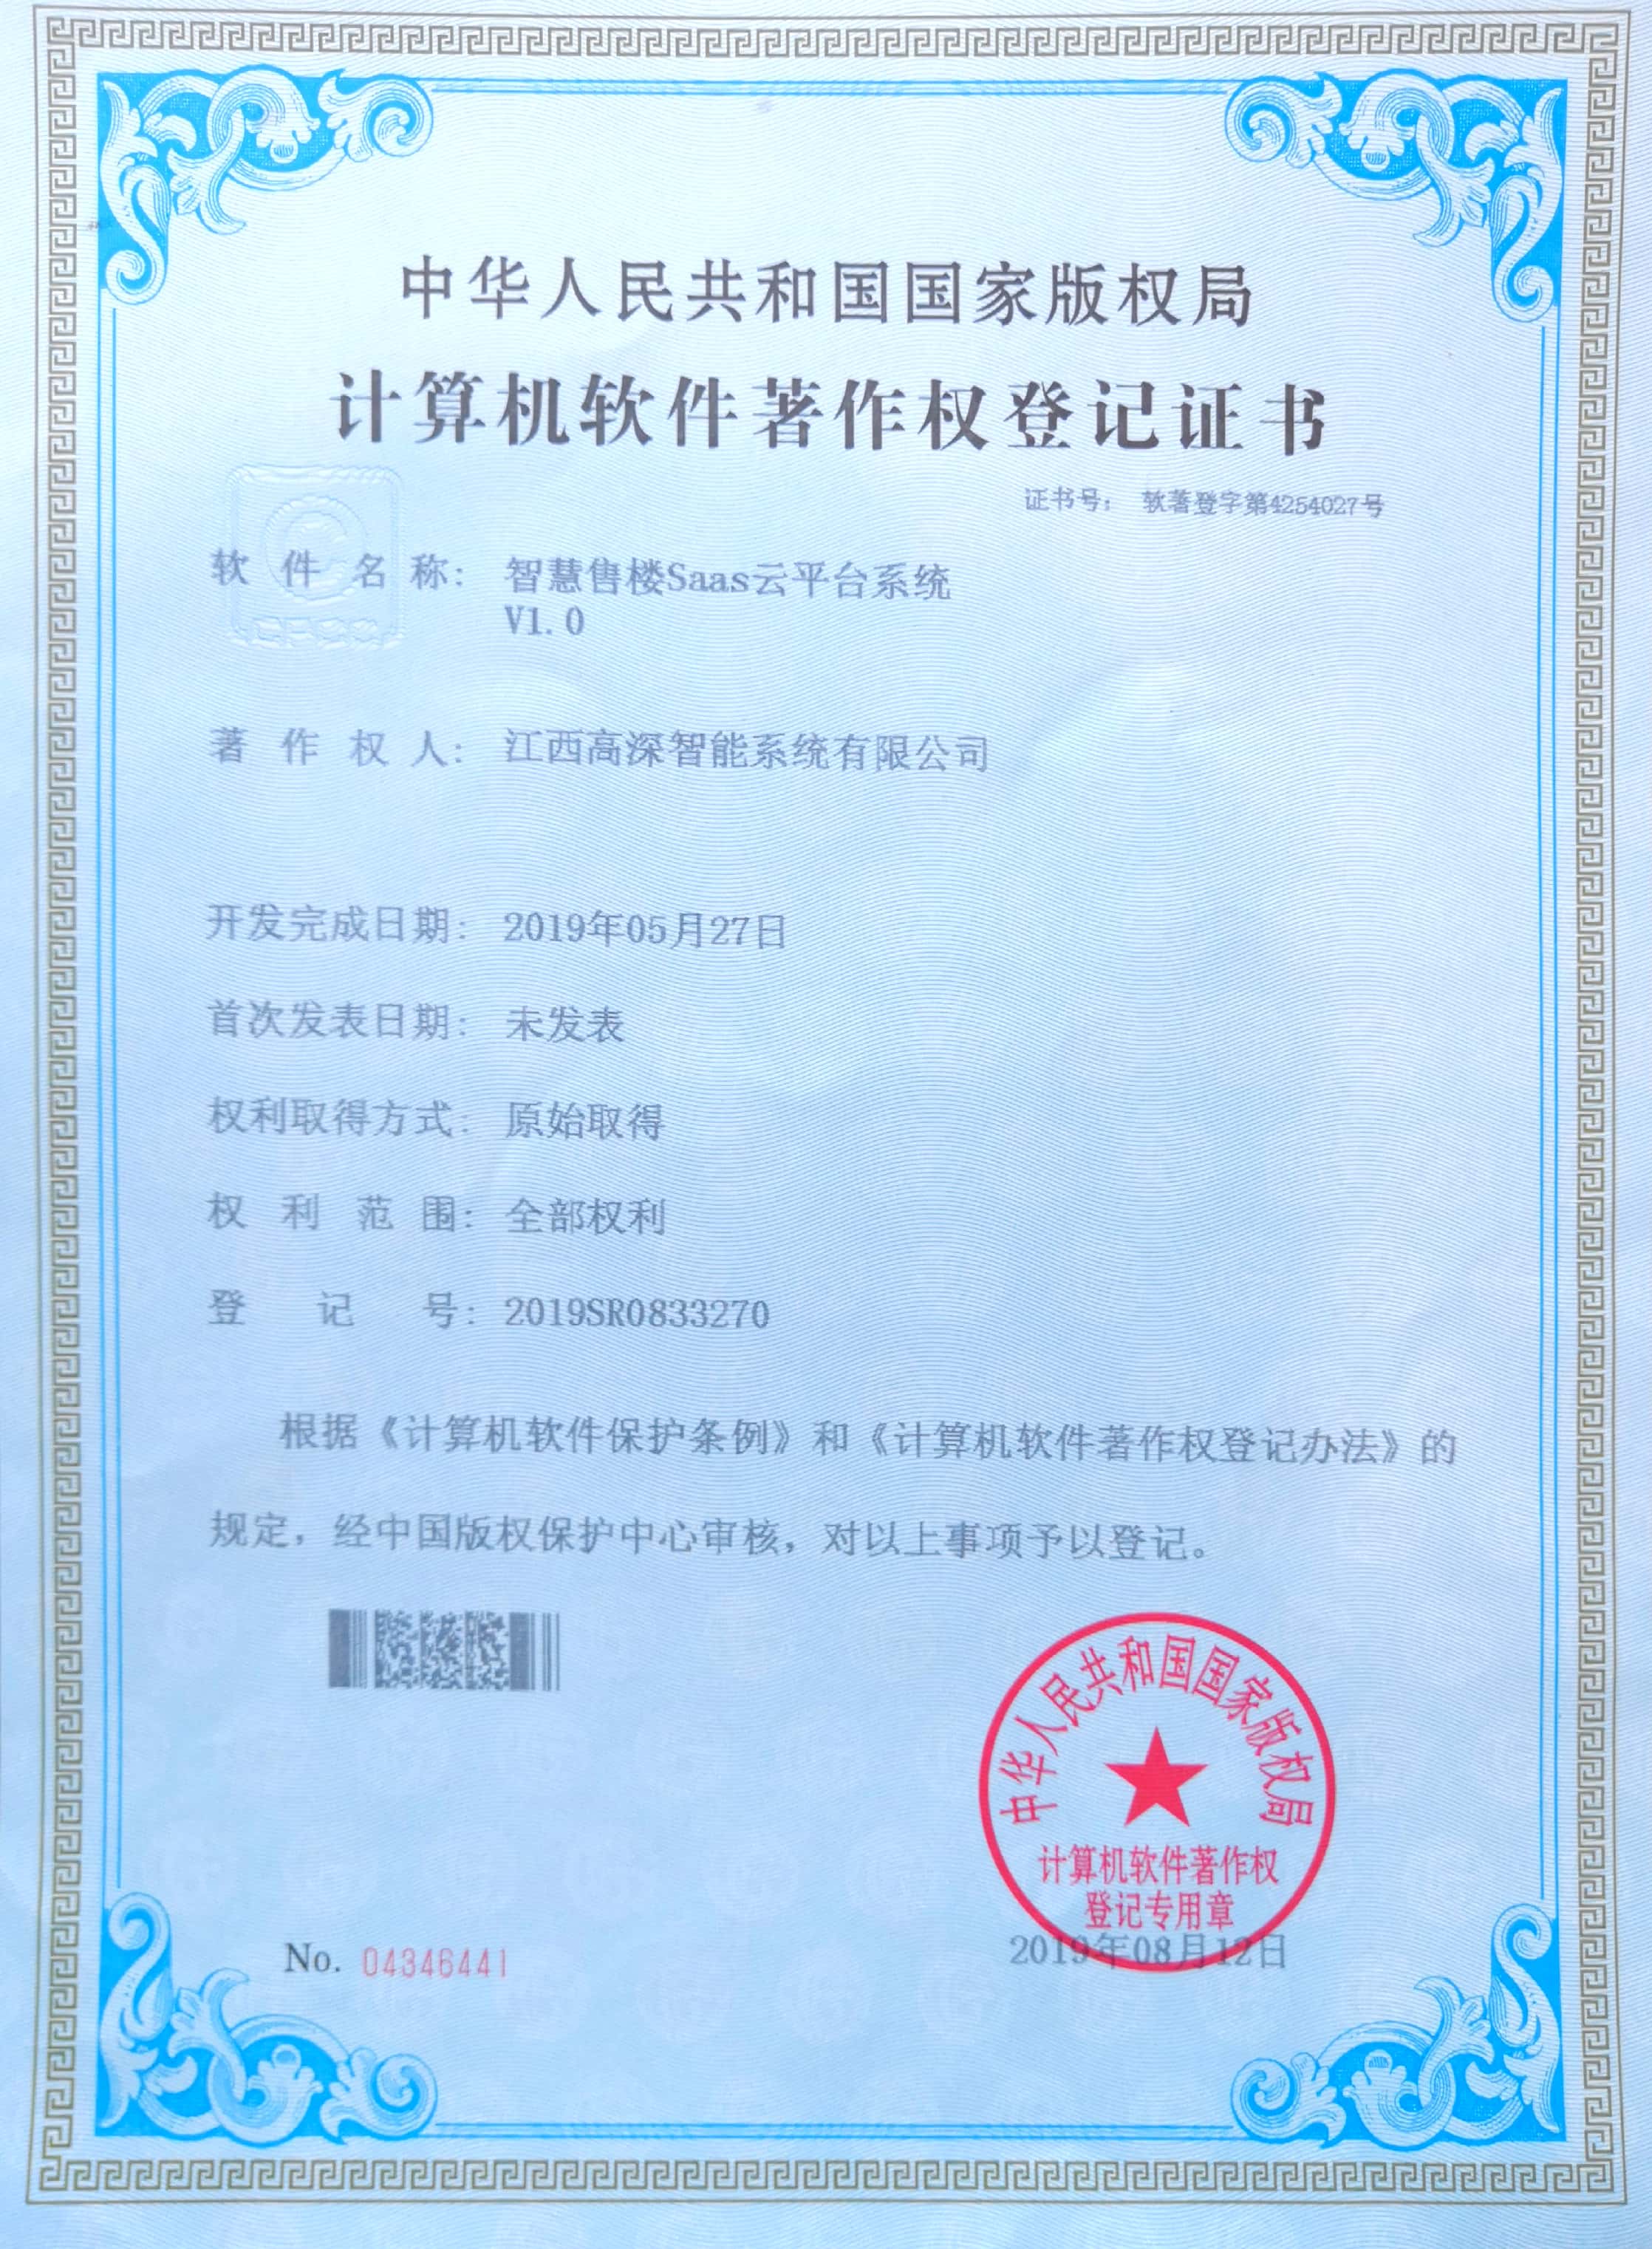 中华人民共和国国家版权局
计算机软件著作权登记证书
证书号： 软著登字第4254027号
软件名称： 智慧售楼Saas云平台系统
V1.0
著作权人： 江西高深智能系统有限公司
开发完成日期： 2019年05月27日
首次发表日期： 未发表
权利取得方式： 原始取得
权利范围： 全部权利
登记号： 2019SR0833270
根据《计算机软件保护条例》和《计算机软件著作权登记办法》的
规定，经中国版权保护中心审核，对以上事项予以登记。
中华人民共和国国家版权局
计算机软件著作权
登记专用章
No. 04346441
2019年08月12日